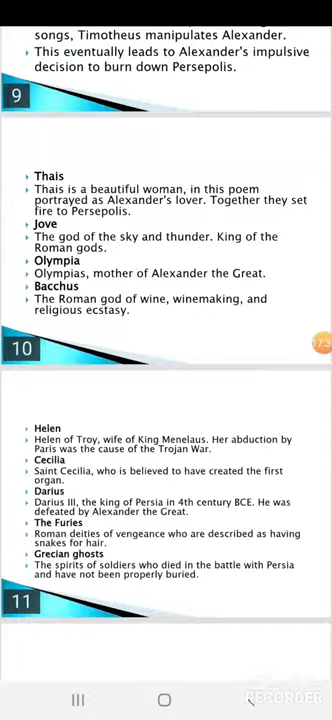 songs, Timotheus manipulates Alexander.
This eventually leads to Alexander's impulsive
decision to burn down Persepolis.
9
Thais
Thais is a beautiful woman, in this poem
portrayed as Alexander's lover. Together they set
fire to Persepolis.
Jove
The god of the sky and thunder. King of the
Roman gods.
Olympia
Olympias, mother of Alexander the Great.
Bacchus
The Roman god of wine, winemaking, and
religious ecstasy.
10
17:3
Helen
Helen of Troy, wife of King Menelaus. Her abduction by
Paris was the cause of the Trojan War.
Cecilia
Saint Cecilia, who is believed to have created the first
organ.
Darius
Darius III, the king of Persia in 4th century BCE. He was
defeated by Alexander the Great.
The Furies
Roman deities of vengeance who are described as having
snakes for hair.
Grecian ghosts
The spirits of soldiers who died in the battle with Persia
and have not been properly buried.
11
RECORDER